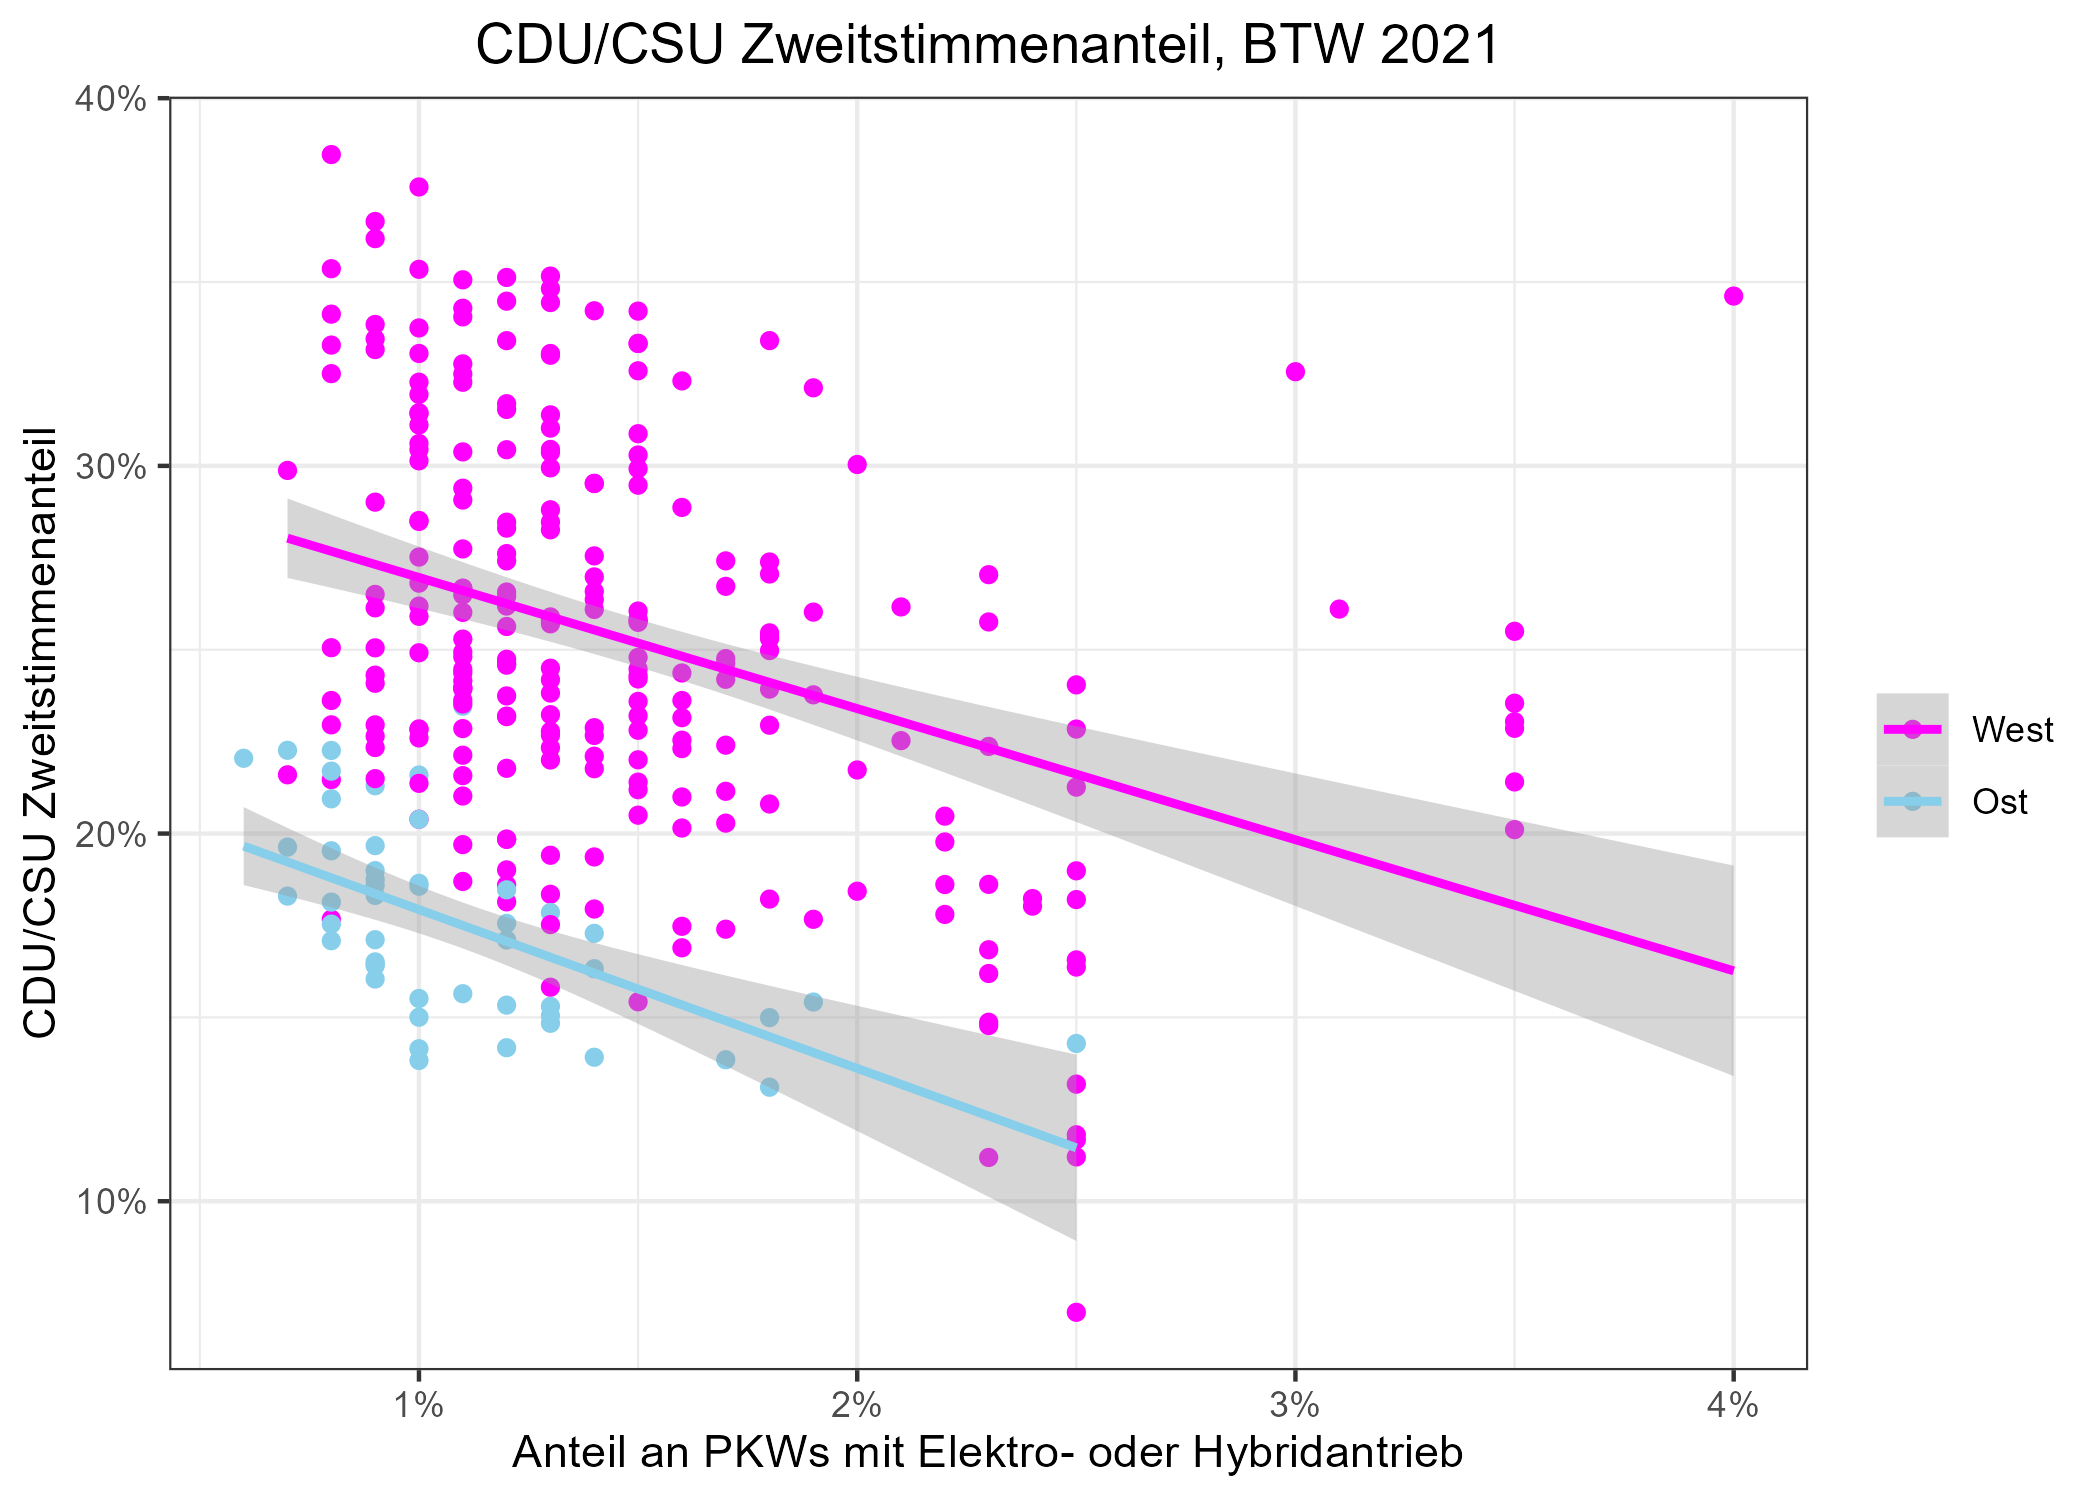 CDU/CSU Zweitstimmenanteil, BTW 2021
CDU/CSU Zweitstimmenanteil
40%
30%
20%
10%
1%
2%
3%
4%
Anteil an PKWs mit Elektro- oder Hybridantrieb
West
Ost